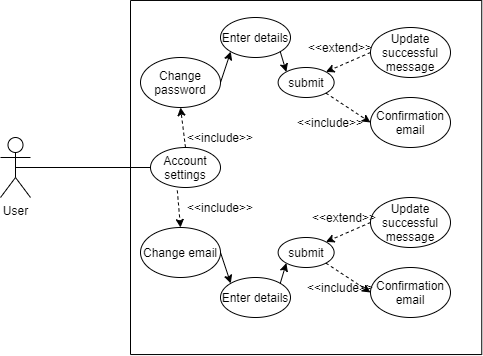 Enter details
<<extend>>
Update
successful
message
Change
password
submit
<<include>>
Confirmation
email
<<include>>
Account
settings
User
<<include>>
Update
successful
message
<<extend>>
Change email
submit
<<include>>
Enter details
Confirmation
email